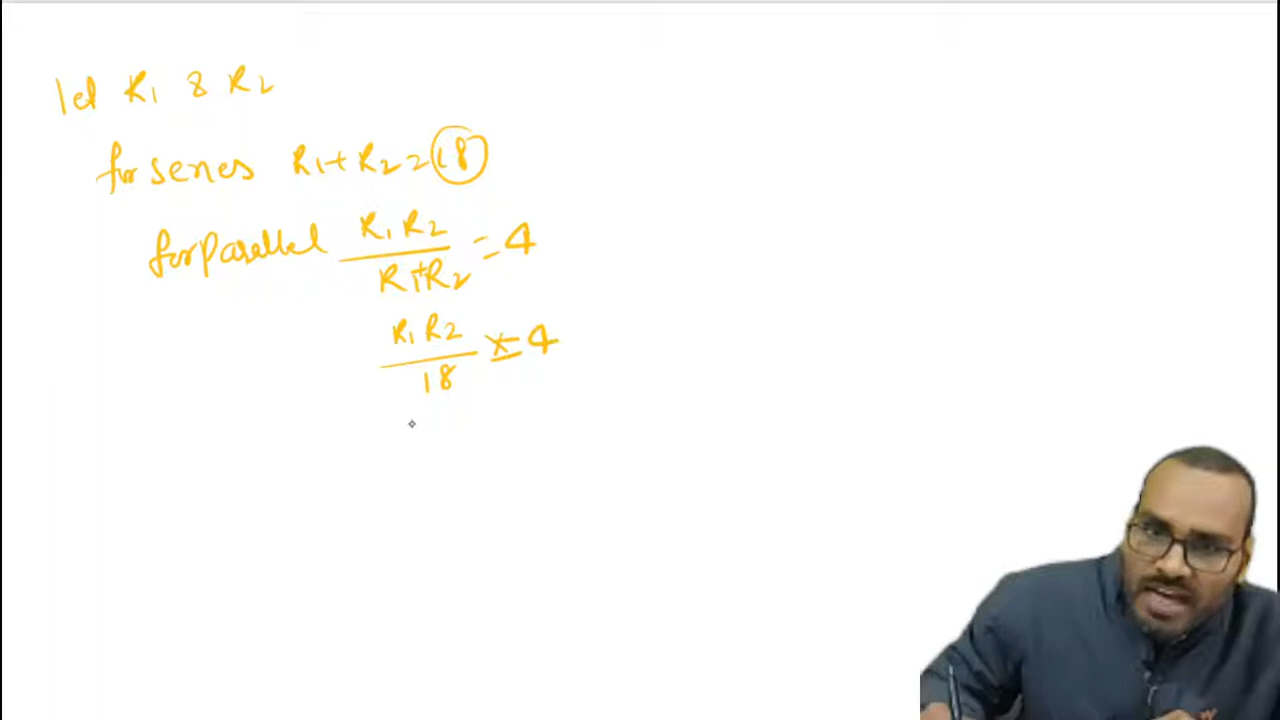 let R1 & R2
for series R1+R2=18
for Parallel R1R2/R1+R2 = 4
R1R2/18 = 4